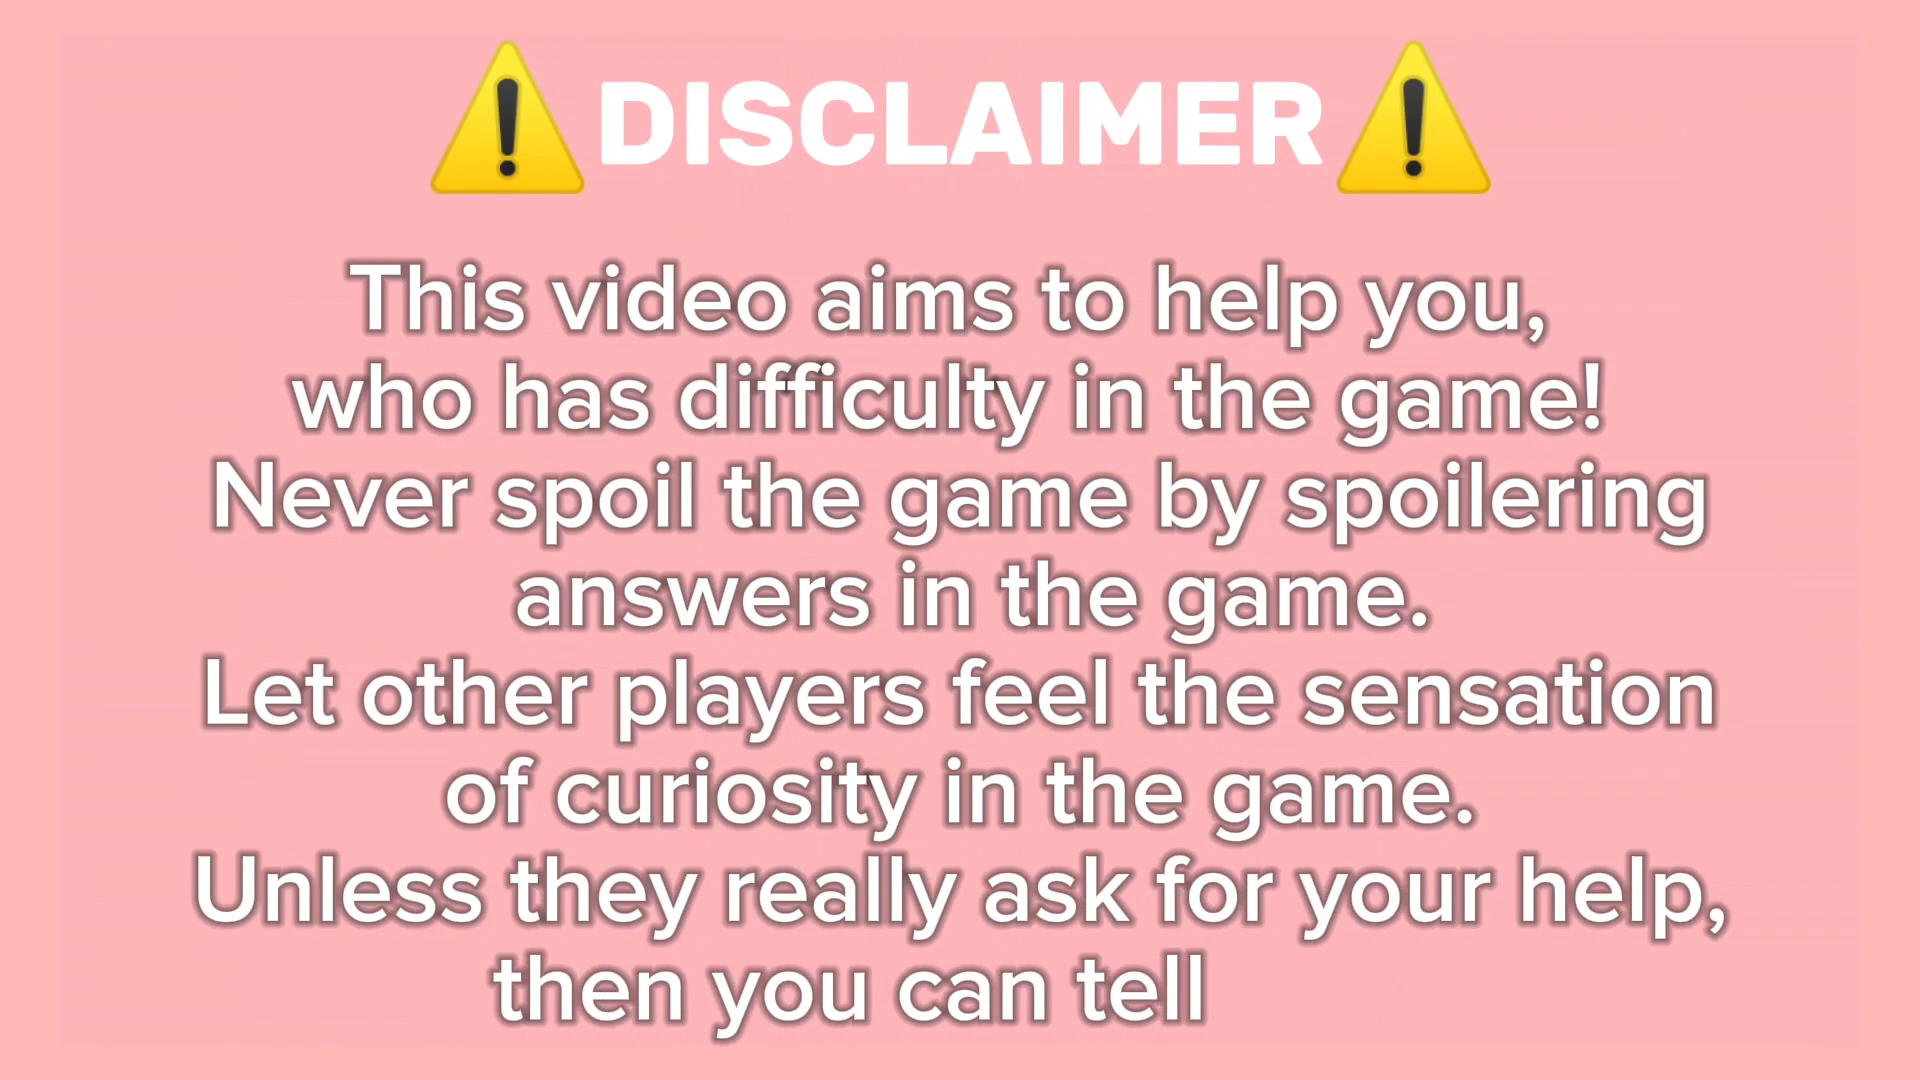 ⚠️DISCLAIMER⚠️
This video aims to help you,
who has difficulty in the game!
Never spoil the game by spoilering
answers in the game.
Let other players feel the sensation
of curiosity in the game.
Unless they really ask for your help,
then you can tell